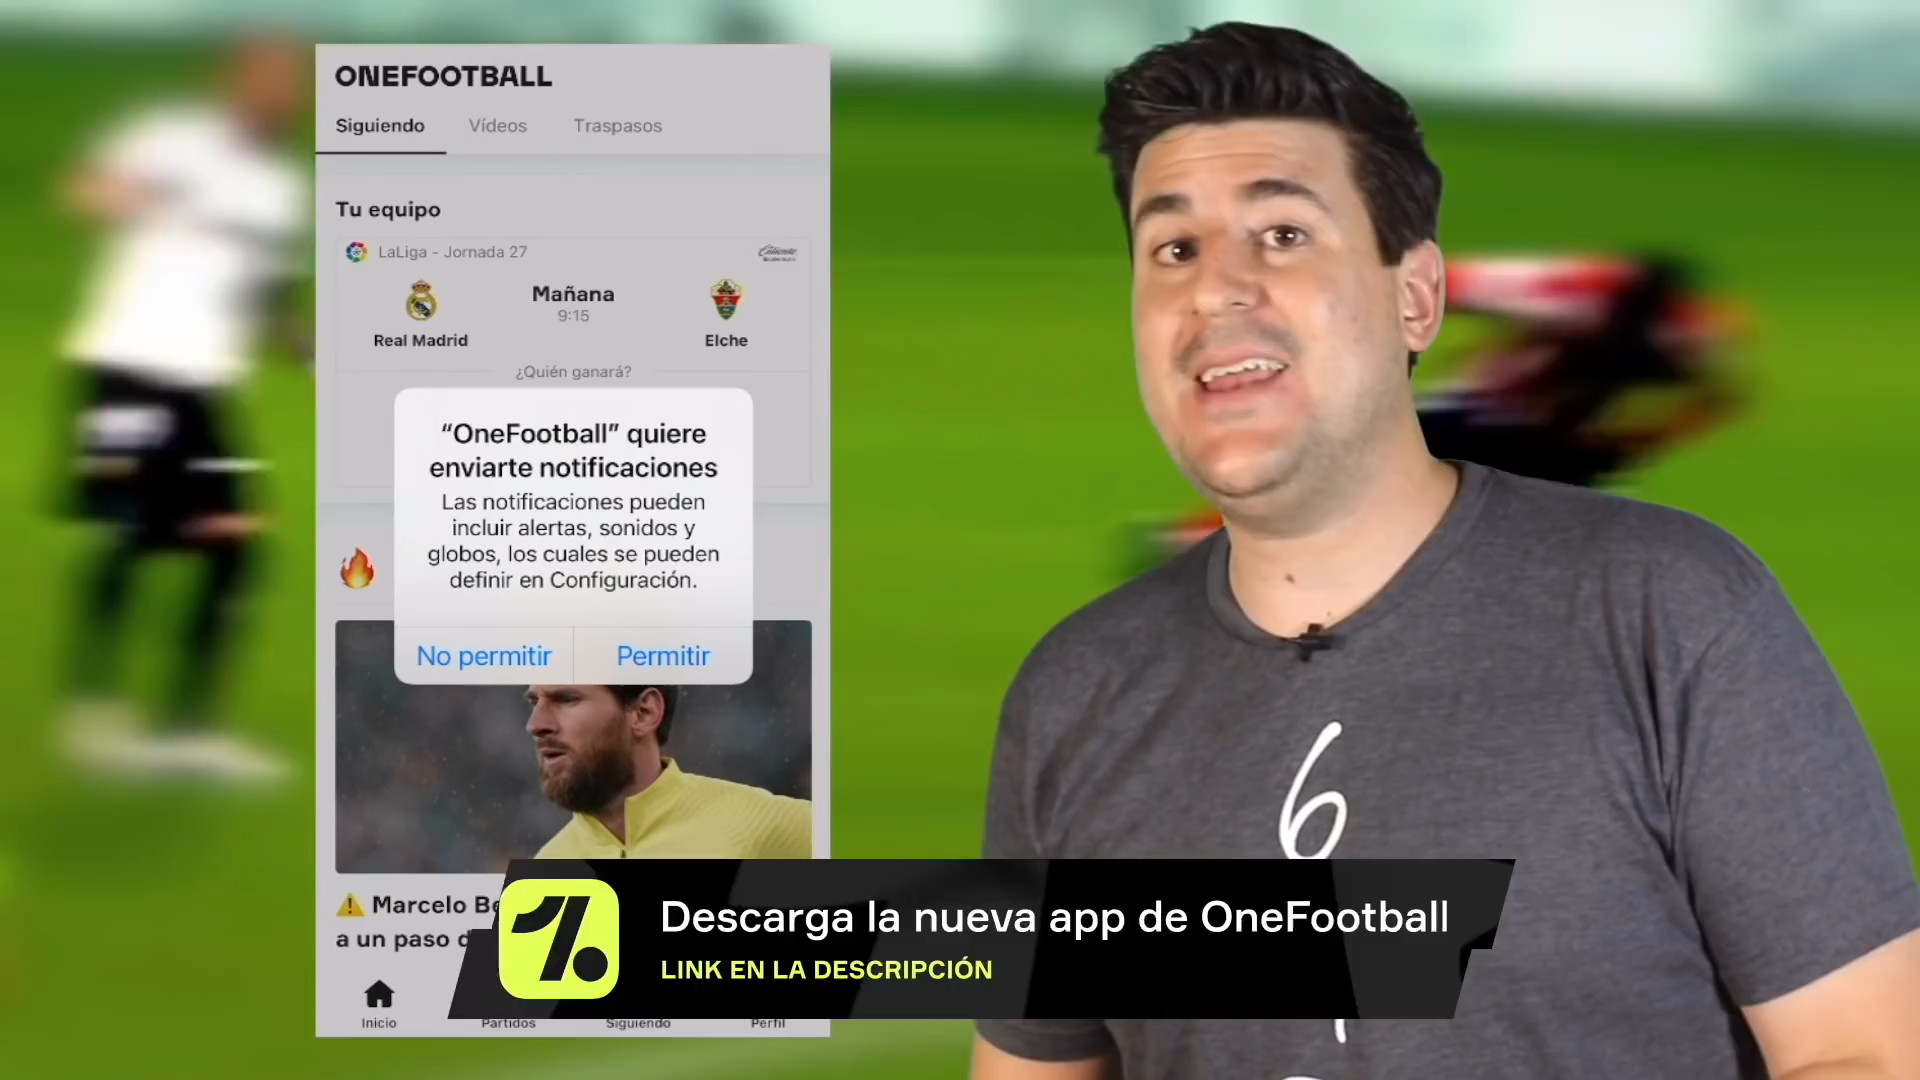 ONEFOOTBALL
Siguiendo Vídeos Traspasos
Tu equipo
LaLiga - Jornada 27
Caliente
Mañana
9:15
Real Madrid Elche
¿Quién ganará?
“OneFootball” quiere
enviarte notificaciones
Las notificaciones pueden
incluir alertas, sonidos y
globos, los cuales se pueden
definir en Configuración.
No permitir Permitir
⚠️ Marcelo
a un paso
Descarga la nueva app de OneFootball
LINK EN LA DESCRIPCIÓN
Inicio Partidos Siguiendo Perfil
6